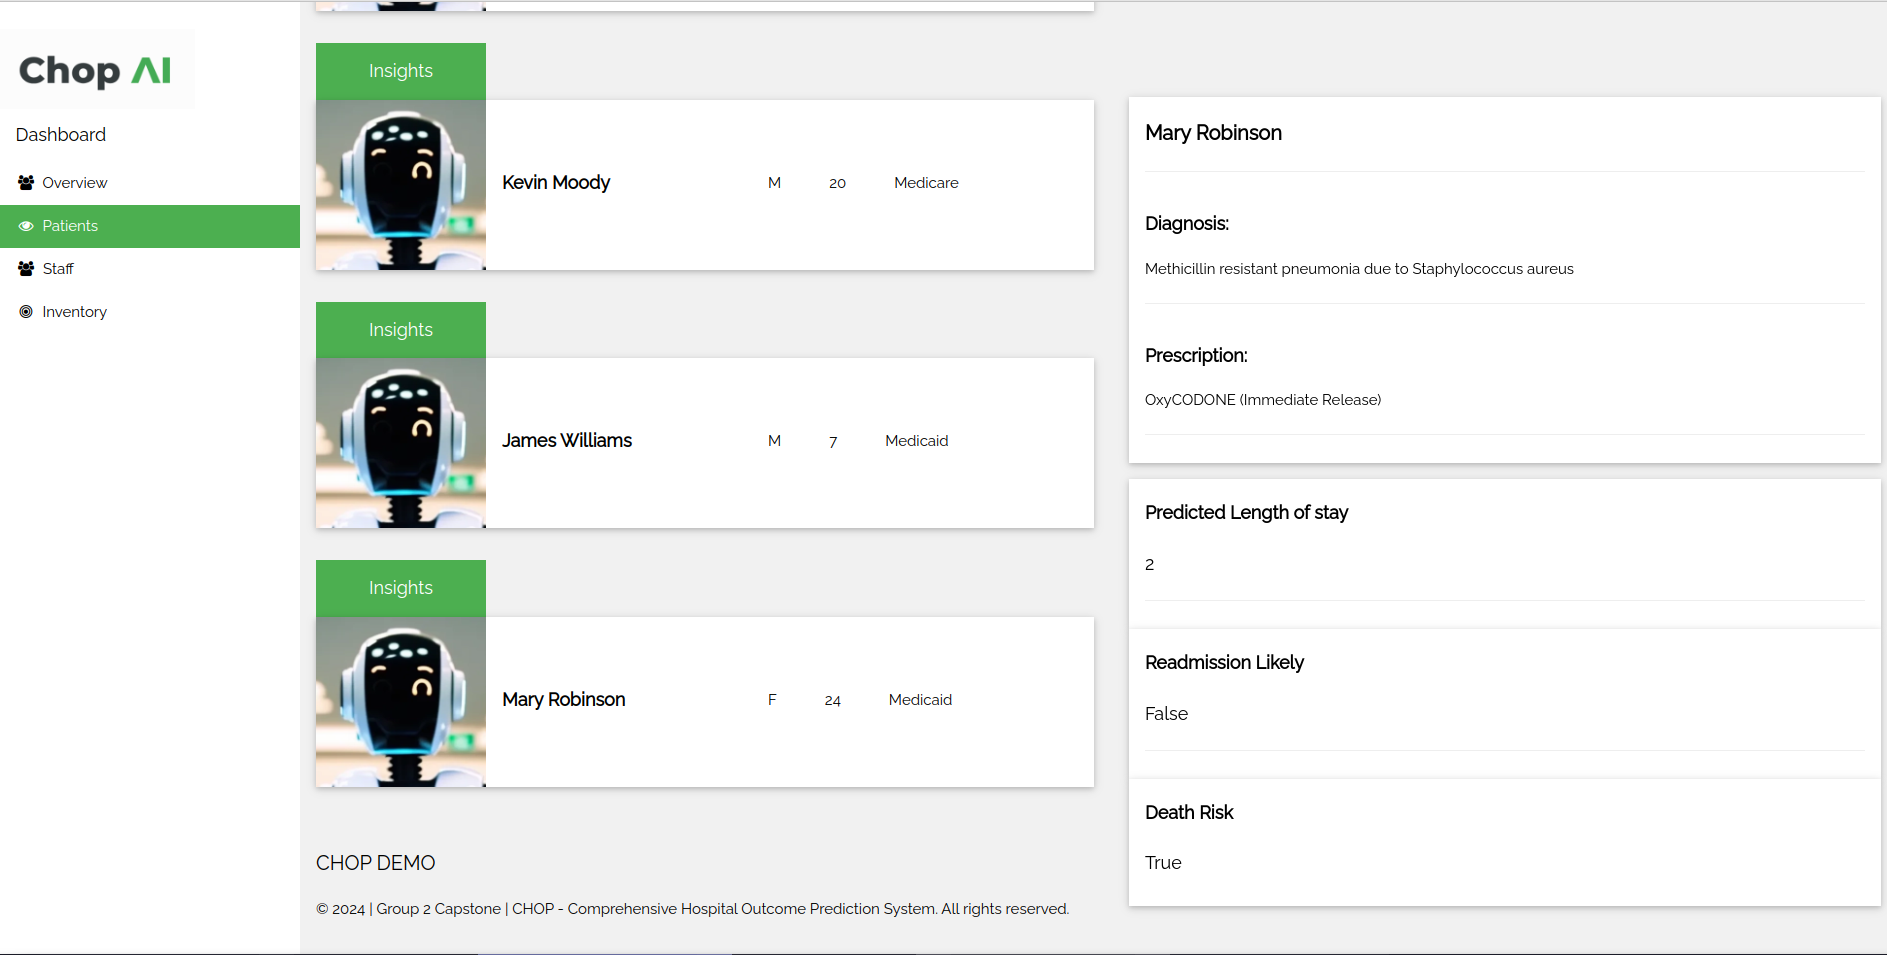 Chop AI
Dashboard
Overview
Patients
Staff
Inventory
Insights
Kevin Moody M 20 Medicare
Insights
James Williams M 7 Medicaid
Insights
Mary Robinson F 24 Medicaid
CHOP DEMO
© 2024 | Group 2 Capstone | CHOP - Comprehensive Hospital Outcome Prediction System. All rights reserved.
Mary Robinson
Diagnosis:
Methicillin resistant pneumonia due to Staphylococcus aureus
Prescription:
OxyCODONE (Immediate Release)
Predicted Length of stay
2
Readmission Likely
False
Death Risk
True